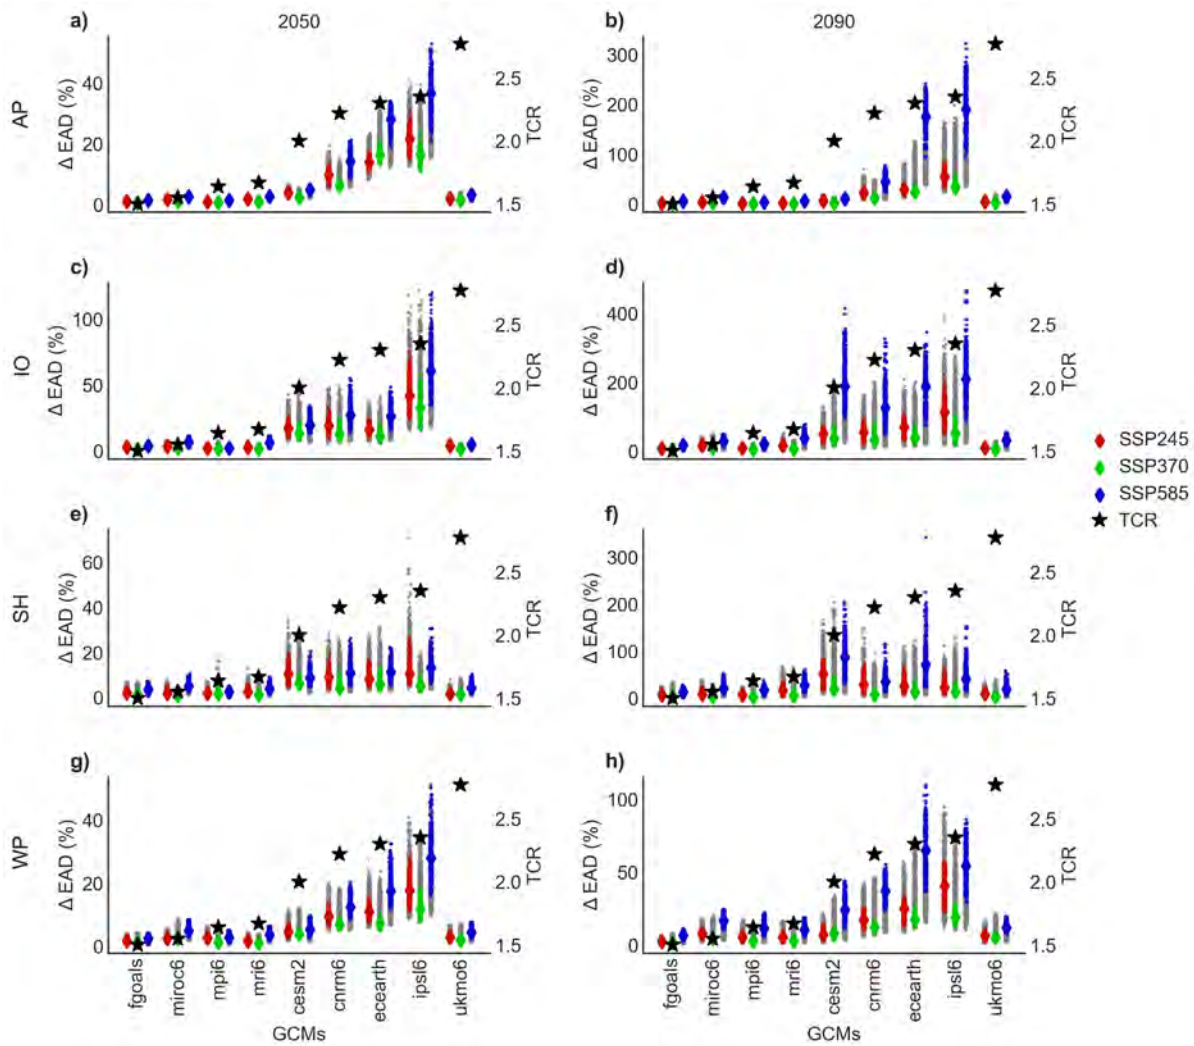 2050
2090
a)
b)
AP
Δ EAD (%)
40
20
0
TCR
2.5
2.0
1.5
Δ EAD (%)
300
200
100
0
TCR
2.5
2.0
1.5
c)
d)
IO
Δ EAD (%)
100
50
0
TCR
2.5
2.0
1.5
Δ EAD (%)
400
200
0
TCR
2.5
2.0
1.5
SSP245
SSP370
SSP585
TCR
e)
f)
SH
Δ EAD (%)
60
40
20
0
TCR
2.5
2.0
1.5
Δ EAD (%)
300
200
100
0
TCR
2.5
2.0
1.5
g)
h)
WP
Δ EAD (%)
40
20
0
TCR
2.5
2.0
1.5
Δ EAD (%)
100
50
0
TCR
2.5
2.0
1.5
fgoals
miroc6
mpi6
mri6
cesm2
cnrm6
ecearth
ipsl6
ukmo6
GCMs
fgoals
miroc6
mpi6
mri6
cesm2
cnrm6
ecearth
ipsl6
ukmo6
GCMs